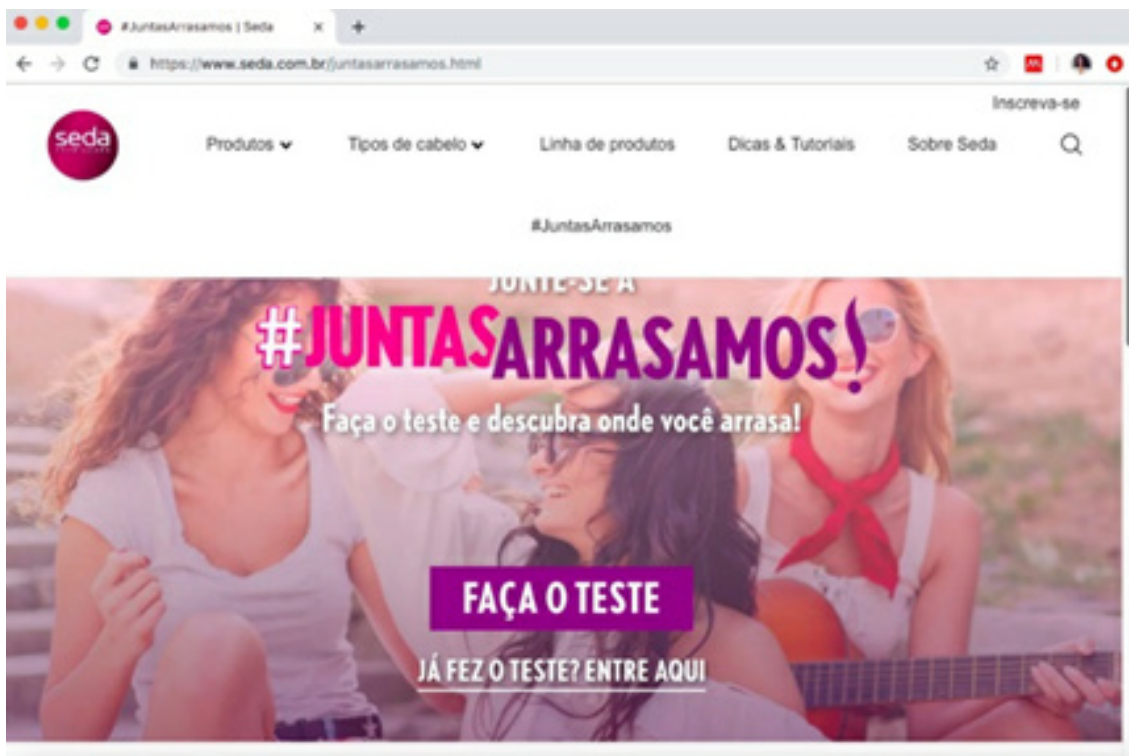 #JuntasArrasamos | Seda
https://www.seda.com.br/juntasarrasamos.html
Inscreva-se
seda
Produtos
Tipos de cabelo
Linha de produtos
Dicas & Tutoriais
Sobre Seda
#JuntasArrasamos
JUNTE-SE A
#JUNTASARRASAMOS!
Faça o teste e descubra onde você arrasa!
FAÇA O TESTE
JÁ FEZ O TESTE? ENTRE AQUI